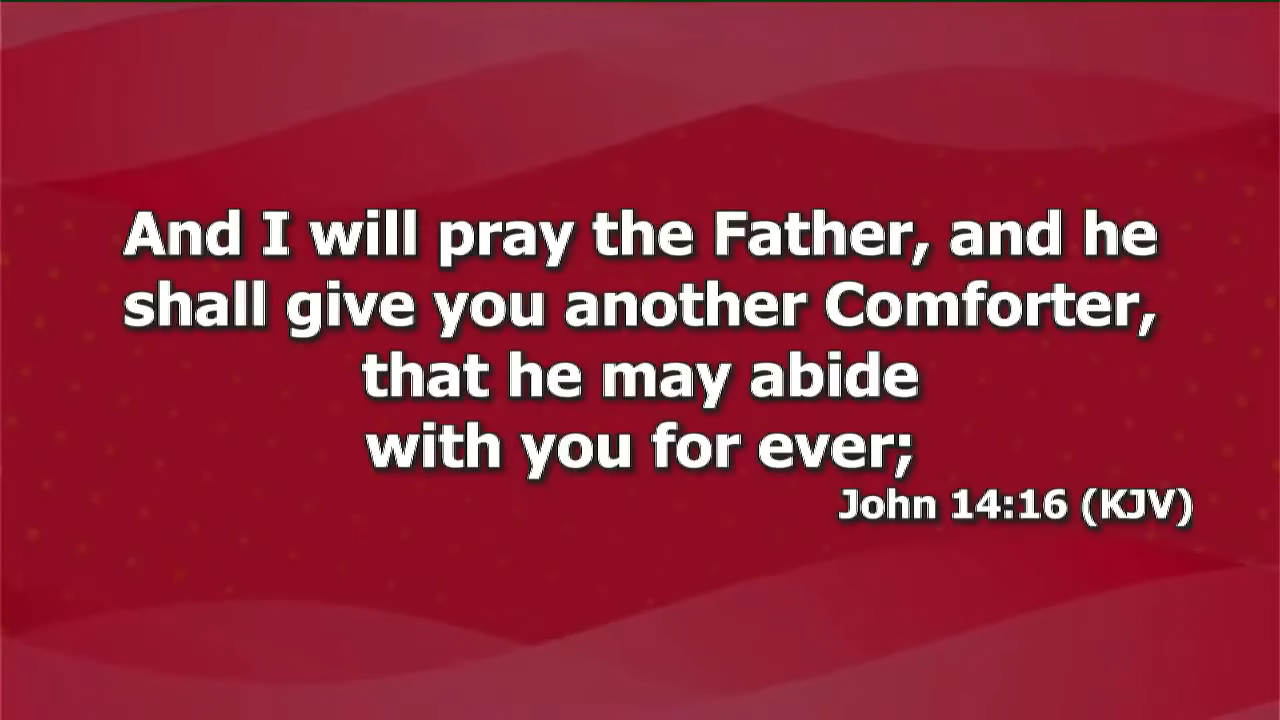 And I will pray the Father, and he
shall give you another Comforter,
that he may abide
with you for ever;
John 14:16 (KJV)